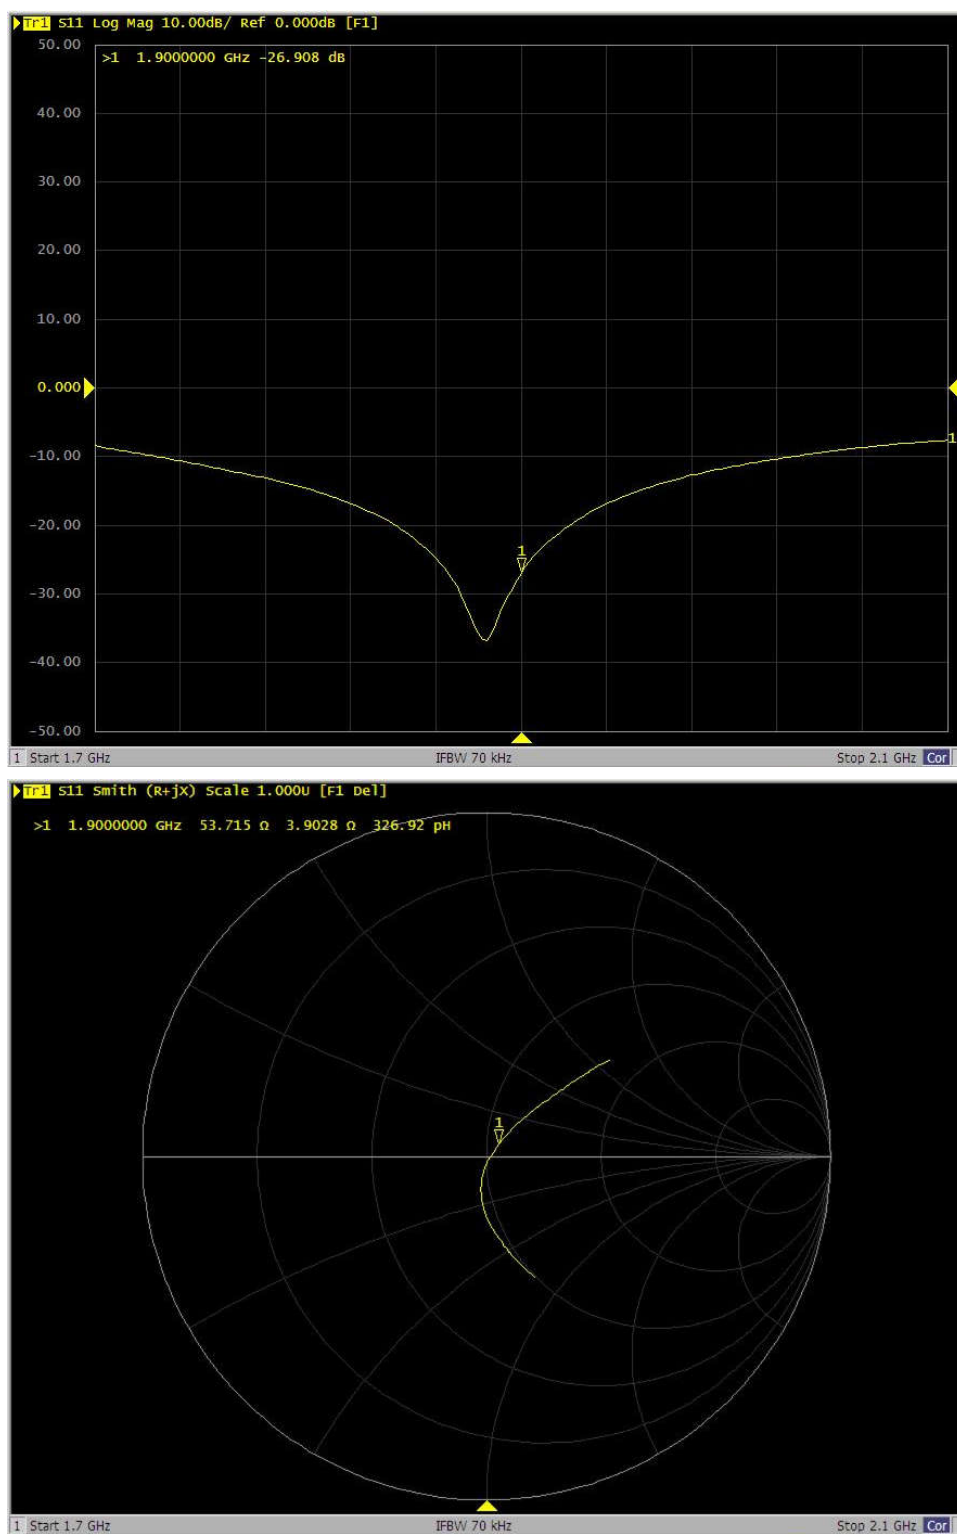 Tr1 S11 Log Mag 10.00dB/ Ref 0.000dB [F1]
50.00
>1 1.9000000 GHz -26.908 dB
40.00
30.00
20.00
10.00
0.000
1
-10.00
-20.00
1
-30.00
-40.00
-50.00
1 Start 1.7 GHz IFBW 70 kHz Stop 2.1 GHz Cor
Tr1 S11 Smith (R+jX) Scale 1.000U [F1 Del]
>1 1.9000000 GHz 53.715 Ω 3.9028 Ω 326.92 pH
1
1 Start 1.7 GHz IFBW 70 kHz Stop 2.1 GHz Cor